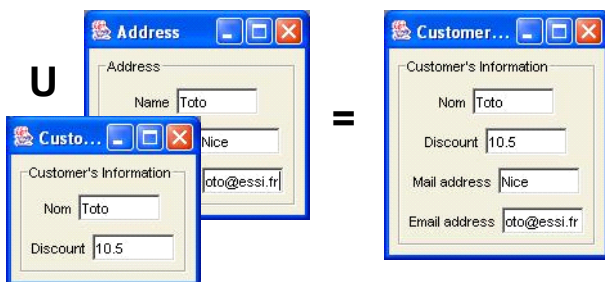 U
Address
Address
Name Toto
Nice
oto@essi.fr
Custo...
Customer's Information
Nom Toto
Discount 10.5
=
Customer...
Customer's Information
Nom Toto
Discount 10.5
Mail address Nice
Email address oto@essi.fr